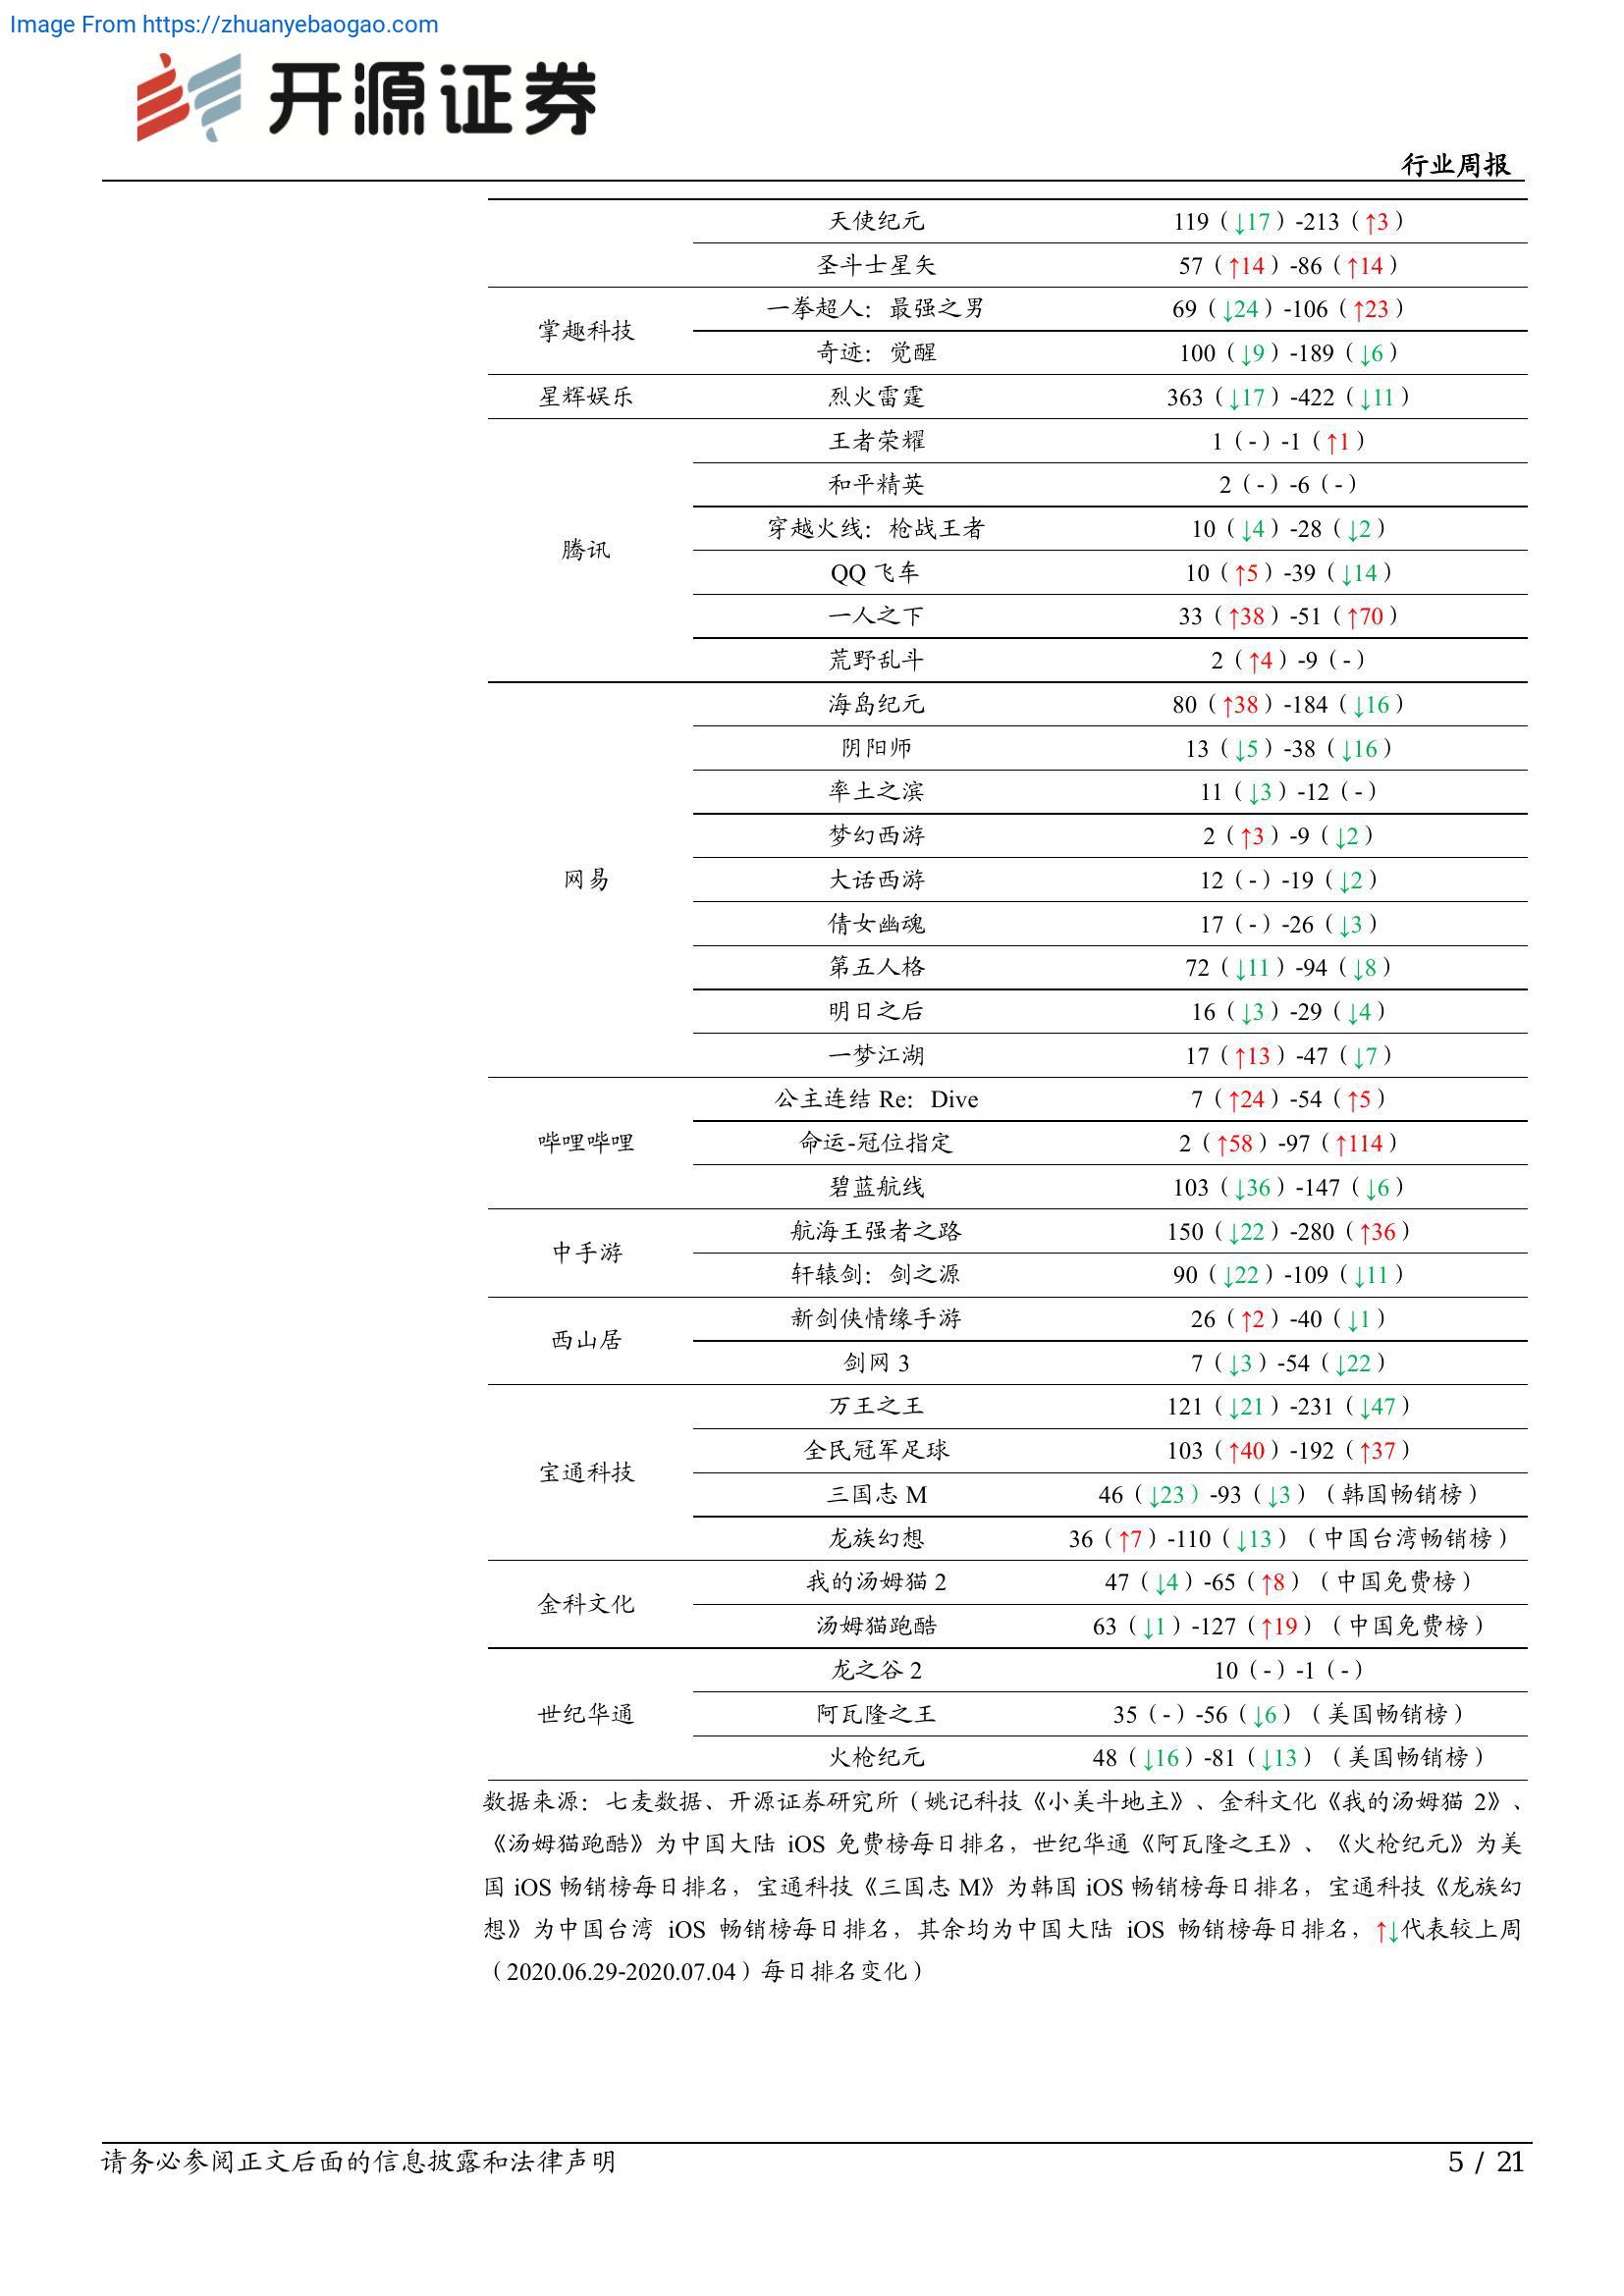 Image From https://zhuanyebaogao.com
开源证券
行业周报
天使纪元 119（↓17）-213（↑3）
圣斗士星矢 57（↑14）-86（↑14）
掌趣科技 一拳超人：最强之男 69（↓24）-106（↑23）
奇迹：觉醒 100（↓9）-189（↓6）
星辉娱乐 烈火雷霆 363（↓17）-422（↓11）
腾讯 王者荣耀 1（-）-1（↑1）
和平精英 2（-）-6（-）
穿越火线：枪战王者 10（↓4）-28（↓2）
QQ 飞车 10（↑5）-39（↓14）
一人之下 33（↑38）-51（↑70）
荒野乱斗 2（↑4）-9（-）
网易 海岛纪元 80（↑38）-184（↓16）
阴阳师 13（↓5）-38（↓16）
率土之滨 11（↓3）-12（-）
梦幻西游 2（↑3）-9（↓2）
大话西游 12（-）-19（↓2）
倩女幽魂 17（-）-26（↓3）
第五人格 72（↓11）-94（↓8）
明日之后 16（↓3）-29（↓4）
一梦江湖 17（↑13）-47（↓7）
哔哩哔哩 公主连结 Re：Dive 7（↑24）-54（↑5）
命运-冠位指定 2（↑58）-97（↑114）
碧蓝航线 103（↓36）-147（↓6）
中手游 航海王强者之路 150（↓22）-280（↑36）
轩辕剑：剑之源 90（↓22）-109（↓11）
西山居 新剑侠情缘手游 26（↑2）-40（↓1）
剑网 3 7（↓3）-54（↓22）
宝通科技 万王之王 121（↓21）-231（↓47）
全民冠军足球 103（↑40）-192（↑37）
三国志 M 46（↓23）-93（↓3）（韩国畅销榜）
龙族幻想 36（↑7）-110（↓13）（中国台湾畅销榜）
金科文化 我的汤姆猫 2 47（↓4）-65（↑8）（中国免费榜）
汤姆猫跑酷 63（↓1）-127（↑19）（中国免费榜）
世纪华通 龙之谷 2 10（-）-1（-）
阿瓦隆之王 35（-）-56（↓6）（美国畅销榜）
火枪纪元 48（↓16）-81（↓13）（美国畅销榜）
数据来源：七麦数据、开源证券研究所（姚记科技《小美斗地主》、金科文化《我的汤姆猫 2》、
《汤姆猫跑酷》为中国大陆 iOS 免费榜每日排名，世纪华通《阿瓦隆之王》、《火枪纪元》为美
国 iOS 畅销榜每日排名，宝通科技《三国志 M》为韩国 iOS 畅销榜每日排名，宝通科技《龙族幻
想》为中国台湾 iOS 畅销榜每日排名，其余均为中国大陆 iOS 畅销榜每日排名，↑↓代表较上周
（2020.06.29-2020.07.04）每日排名变化）
请务必参阅正文后面的信息披露和法律声明 5 / 21